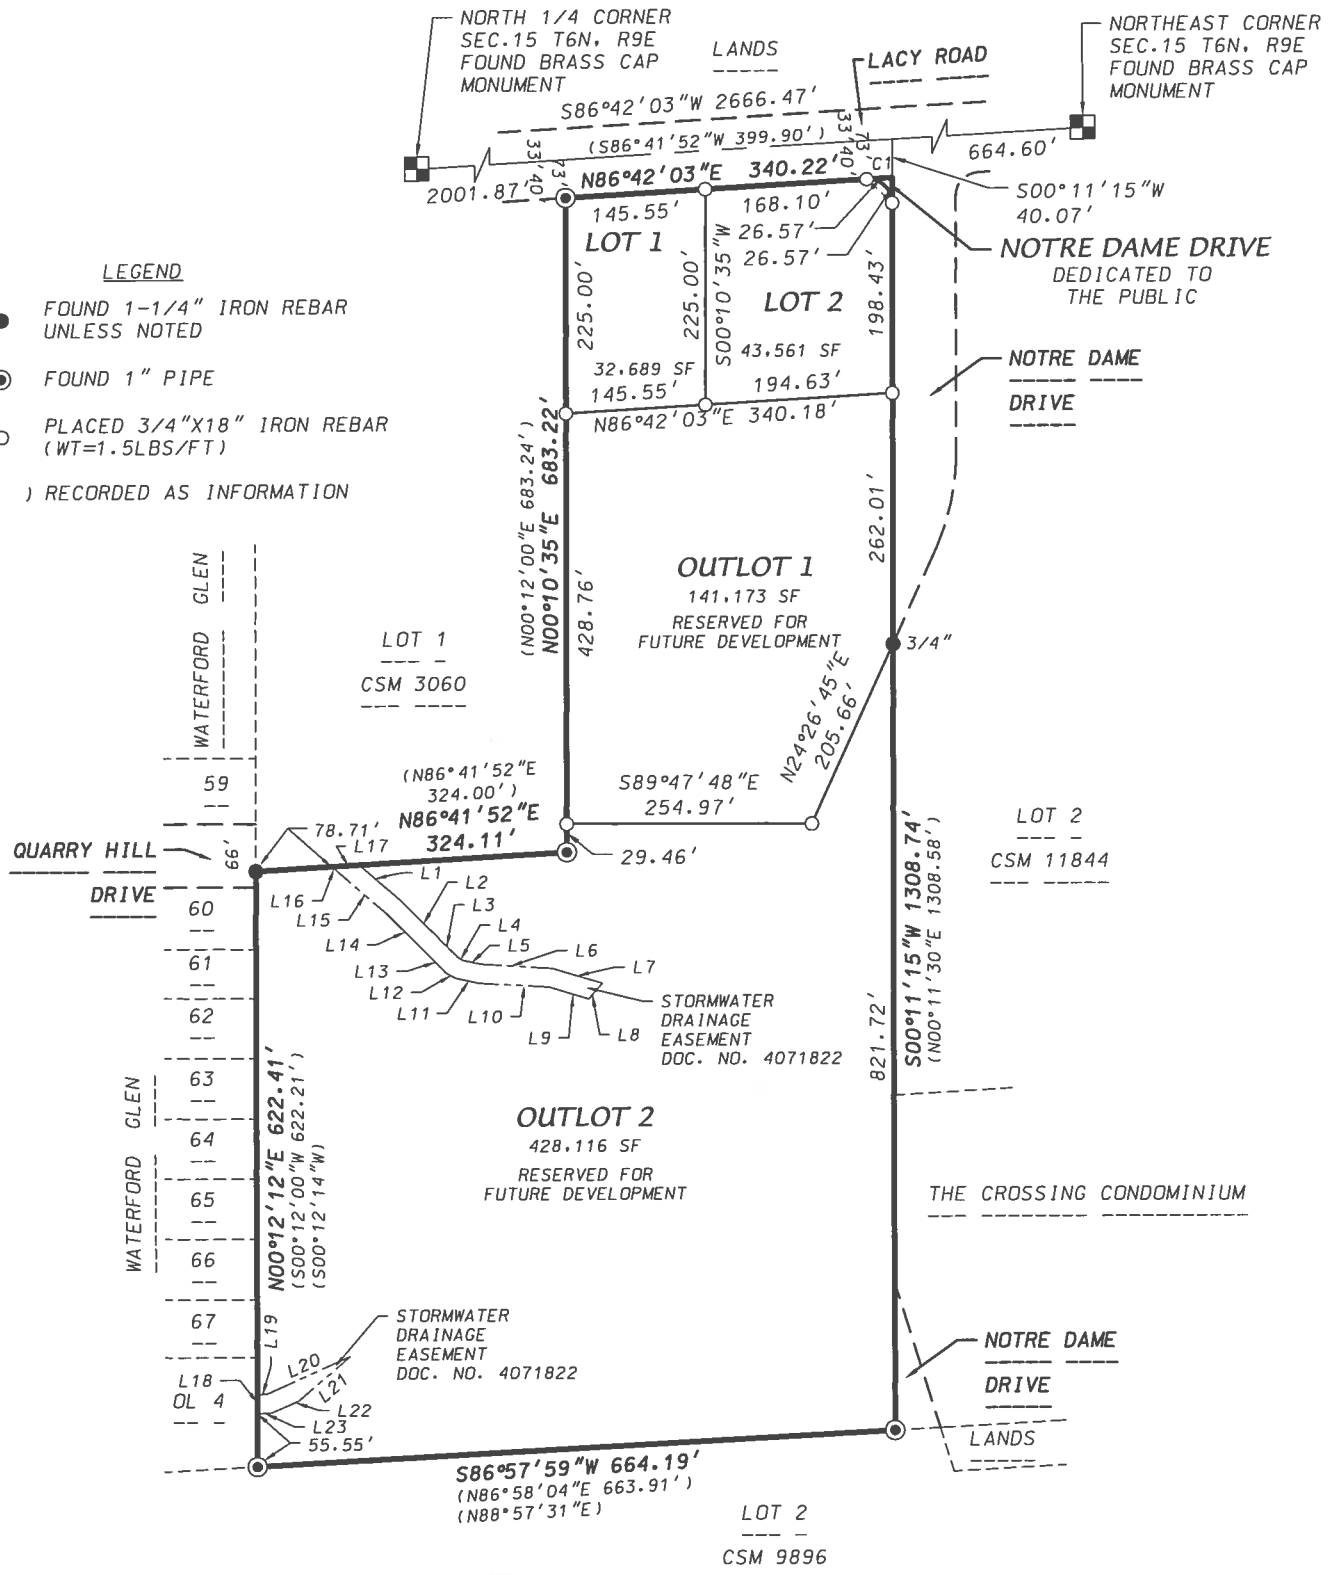 NORTH 1/4 CORNER
SEC.15 T6N, R9E
FOUND BRASS CAP
MONUMENT
LANDS
LACY ROAD
NORTHEAST CORNER
SEC.15 T6N, R9E
FOUND BRASS CAP
MONUMENT
S86°42'03"W 2666.47'
(S86°41'52"W 399.90')
33'
40'
73'
33'
40'
73'
C1
664.60'
2001.87'
N86°42'03"E 340.22'
S00°11'15"W
40.07'
145.55'
168.10'
26.57'
26.57'
LOT 1
225.00'
225.00'
S00°10'35"W
LOT 2
198.43'
NOTRE DAME DRIVE
DEDICATED TO
THE PUBLIC
LEGEND
FOUND 1-1/4" IRON REBAR
UNLESS NOTED
FOUND 1" PIPE
PLACED 3/4"X18" IRON REBAR
(WT=1.5LBS/FT)
) RECORDED AS INFORMATION
32,689 SF
145.55'
43,561 SF
194.63'
N86°42'03"E 340.18'
NOTRE DAME
DRIVE
(N00°12'00"E 683.24')
N00°10'35"E 683.22'
428.76'
262.01'
OUTLOT 1
141,173 SF
RESERVED FOR
FUTURE DEVELOPMENT
3/4"
N24°26'45"E
205.66'
S89°47'48"E
254.97'
29.46'
WATERFORD GLEN
LOT 1
CSM 3060
59
(N86°41'52"E
324.00')
N86°41'52"E
324.11'
78.71'
66'
QUARRY HILL
DRIVE
LOT 2
CSM 11844
L17
L1
L2
L3
L4
L5
L6
L7
L8
L9
L10
L11
L12
L13
L14
L15
L16
STORMWATER
DRAINAGE
EASEMENT
DOC. NO. 4071822
S00°11'15"W 1308.74'
(N00°11'30"E 1308.58')
821.72'
60
61
62
63
64
65
66
67
WATERFORD GLEN
N00°12'12"E 622.41'
(S00°12'00"W 622.21')
(S00°12'14"W)
OUTLOT 2
428,116 SF
RESERVED FOR
FUTURE DEVELOPMENT
THE CROSSING CONDOMINIUM
L19
L20
L21
L18
OL 4
L22
L23
55.55'
STORMWATER
DRAINAGE
EASEMENT
DOC. NO. 4071822
NOTRE DAME
DRIVE
LANDS
S86°57'59"W 664.19'
(N86°58'04"E 663.91')
(N88°57'31"E)
LOT 2
CSM 9896